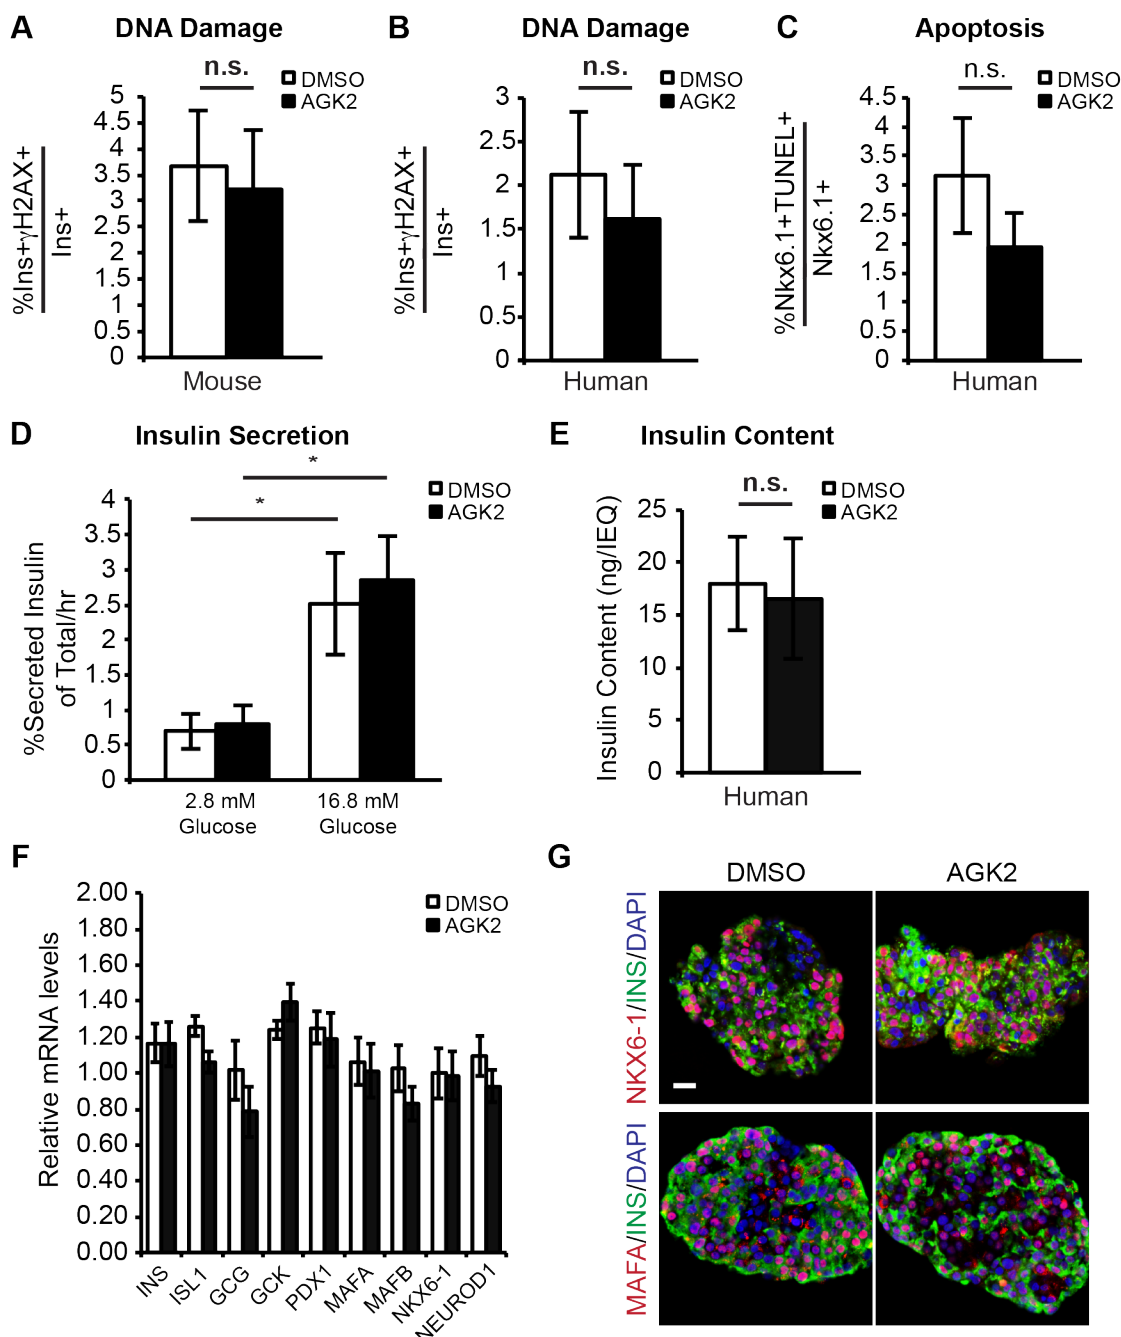 A
DNA Damage
n.s.
DMSO
AGK2
5
4.5
4
3.5
3
2.5
2
1.5
1
0.5
0
%Ins+γH2AX+
Ins+
Mouse
B
DNA Damage
n.s.
DMSO
AGK2
3
2.5
2
1.5
1
0.5
0
%Ins+γH2AX+
Ins+
Human
C
Apoptosis
n.s.
DMSO
AGK2
4.5
4
3.5
3
2.5
2
1.5
1
0.5
0
%Nkx6.1+TUNEL+
Nkx6.1+
Human
D
Insulin Secretion
*
*
DMSO
AGK2
4
3.5
3
2.5
2
1.5
1
0.5
0
%Secreted Insulin
of Total/hr
2.8 mM
Glucose
16.8 mM
Glucose
E
Insulin Content
n.s.
DMSO
AGK2
25
20
15
10
5
0
Insulin Content (ng/IEQ)
Human
F
DMSO
AGK2
2.00
1.80
1.60
1.40
1.20
1.00
0.80
0.60
0.40
0.20
0.00
Relative mRNA levels
INS
ISL1
GCG
GCK
PDX1
MAFA
MAFB
NKX6-1
NEUROD1
G
DMSO
AGK2
NKX6-1/INS/DAPI
MAFA/INS/DAPI